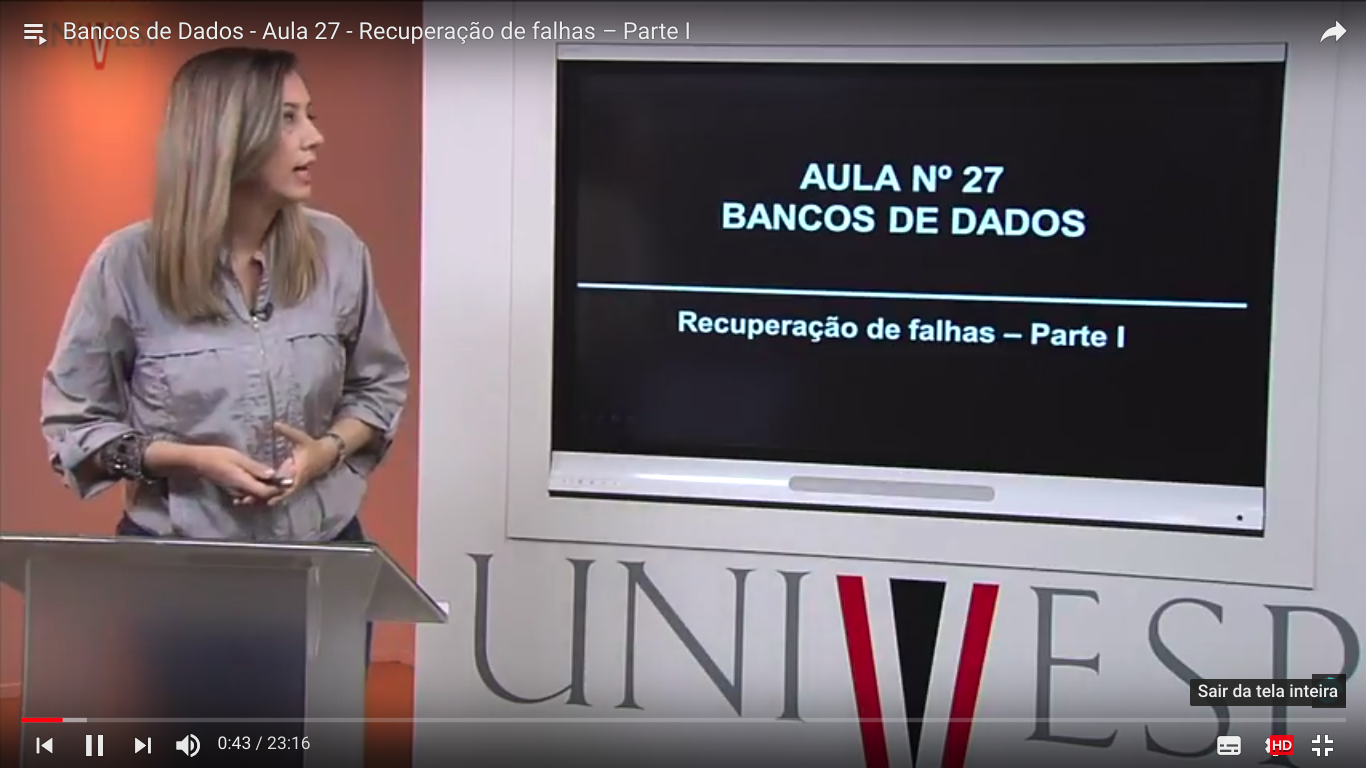 Bancos de Dados - Aula 27 - Recuperação de falhas – Parte I
UNIVESP
AULA Nº 27
BANCOS DE DADOS
Recuperação de falhas – Parte I
UNIVESP
Sair da tela inteira
0:43 / 23:16
HD